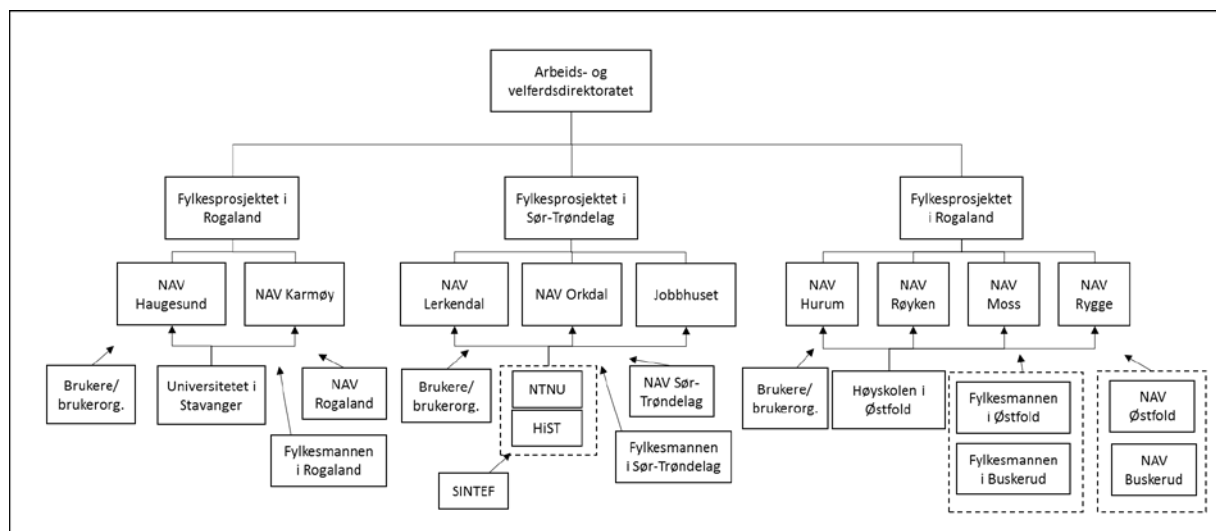 Arbeids- og
velferdsdirektoratet
Fylkesprosjektet i
Rogaland
Fylkesprosjektet i
Sør-Trøndelag
Fylkesprosjektet
i Rogaland
NAV
Haugesund
NAV Karmøy
NAV
Lerkendal
NAV Orkdal
Jobbhuset
NAV
Hurum
NAV
Røyken
NAV
Moss
NAV
Rygge
Brukere/
brukerorg.
Universitetet i
Stavanger
NAV
Rogaland
Fylkesmannen
i Rogaland
Brukere/
brukerorg.
NTNU
HiST
SINTEF
NAV Sør-
Trøndelag
Fylkesmannen
i Sør-Trøndelag
Brukere/
brukerorg.
Høyskolen i
Østfold
Fylkesmannen
i Østfold
Fylkesmannen
i Buskerud
NAV
Østfold
NAV
Buskerud